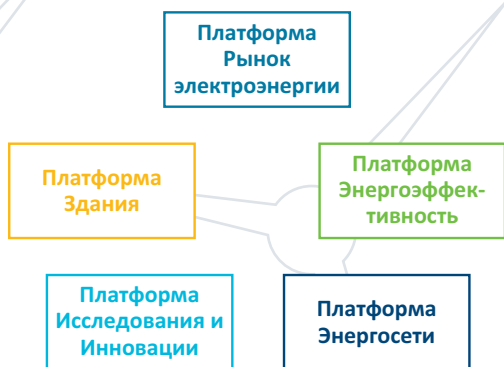 Платформа
Рынок
электроэнергии
Платформа
Здания
Платформа
Энергоэффек-
тивность
Платформа
Исследования и
Инновации
Платформа
Энергосети